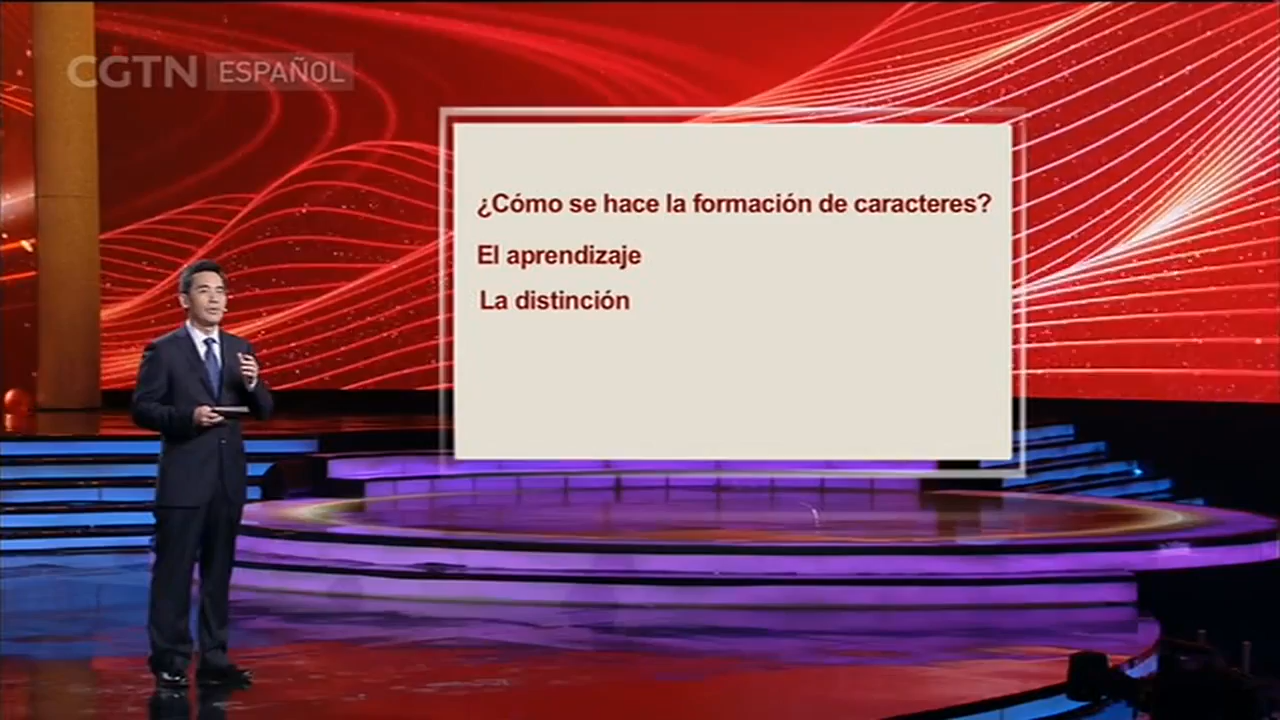 CGTN ESPAÑOL
¿Cómo se hace la formación de caracteres?
El aprendizaje
La distinción